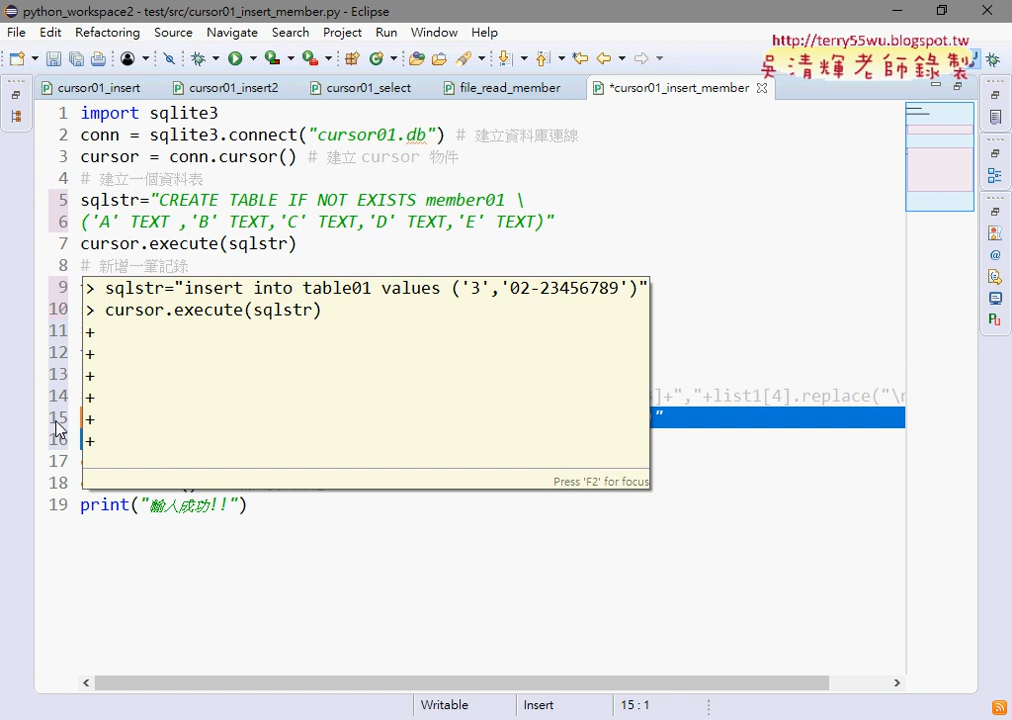 python_workspace2 - test/src/cursor01_insert_member.py - Eclipse
File Edit Refactoring Source Navigate Search Project Run Window Help
http://terry55wu.blogspot.tw
吳清輝老師錄製
cursor01_insert cursor01_insert2 cursor01_select file_read_member *cursor01_insert_member
1 import sqlite3
2 conn = sqlite3.connect("cursor01.db") # 建立資料庫連線
3 cursor = conn.cursor() # 建立 cursor 物件
4 # 建立一個資料表
5 sqlstr="CREATE TABLE IF NOT EXISTS member01 \
6 ('A' TEXT ,'B' TEXT,'C' TEXT,'D' TEXT,'E' TEXT)"
7 cursor.execute(sqlstr)
8 # 新增一筆記錄
9 > sqlstr="insert into table01 values ('3','02-23456789')"
10 > cursor.execute(sqlstr)
11 +
12 +
13 +
14 + ]+","+list1[4].replace("\n
15 + "
16 +
17
Press 'F2' for focus
18
19 print("輸入成功!!")
Writable Insert 15 : 1